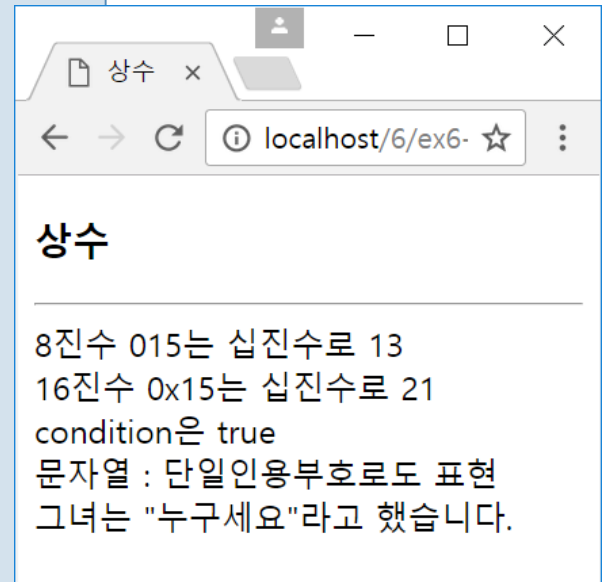 상수
localhost/6/ex6-
상수
8진수 015는 십진수로 13
16진수 0x15는 십진수로 21
condition은 true
문자열 : 단일인용부호로도 표현
그녀는 "누구세요"라고 했습니다.